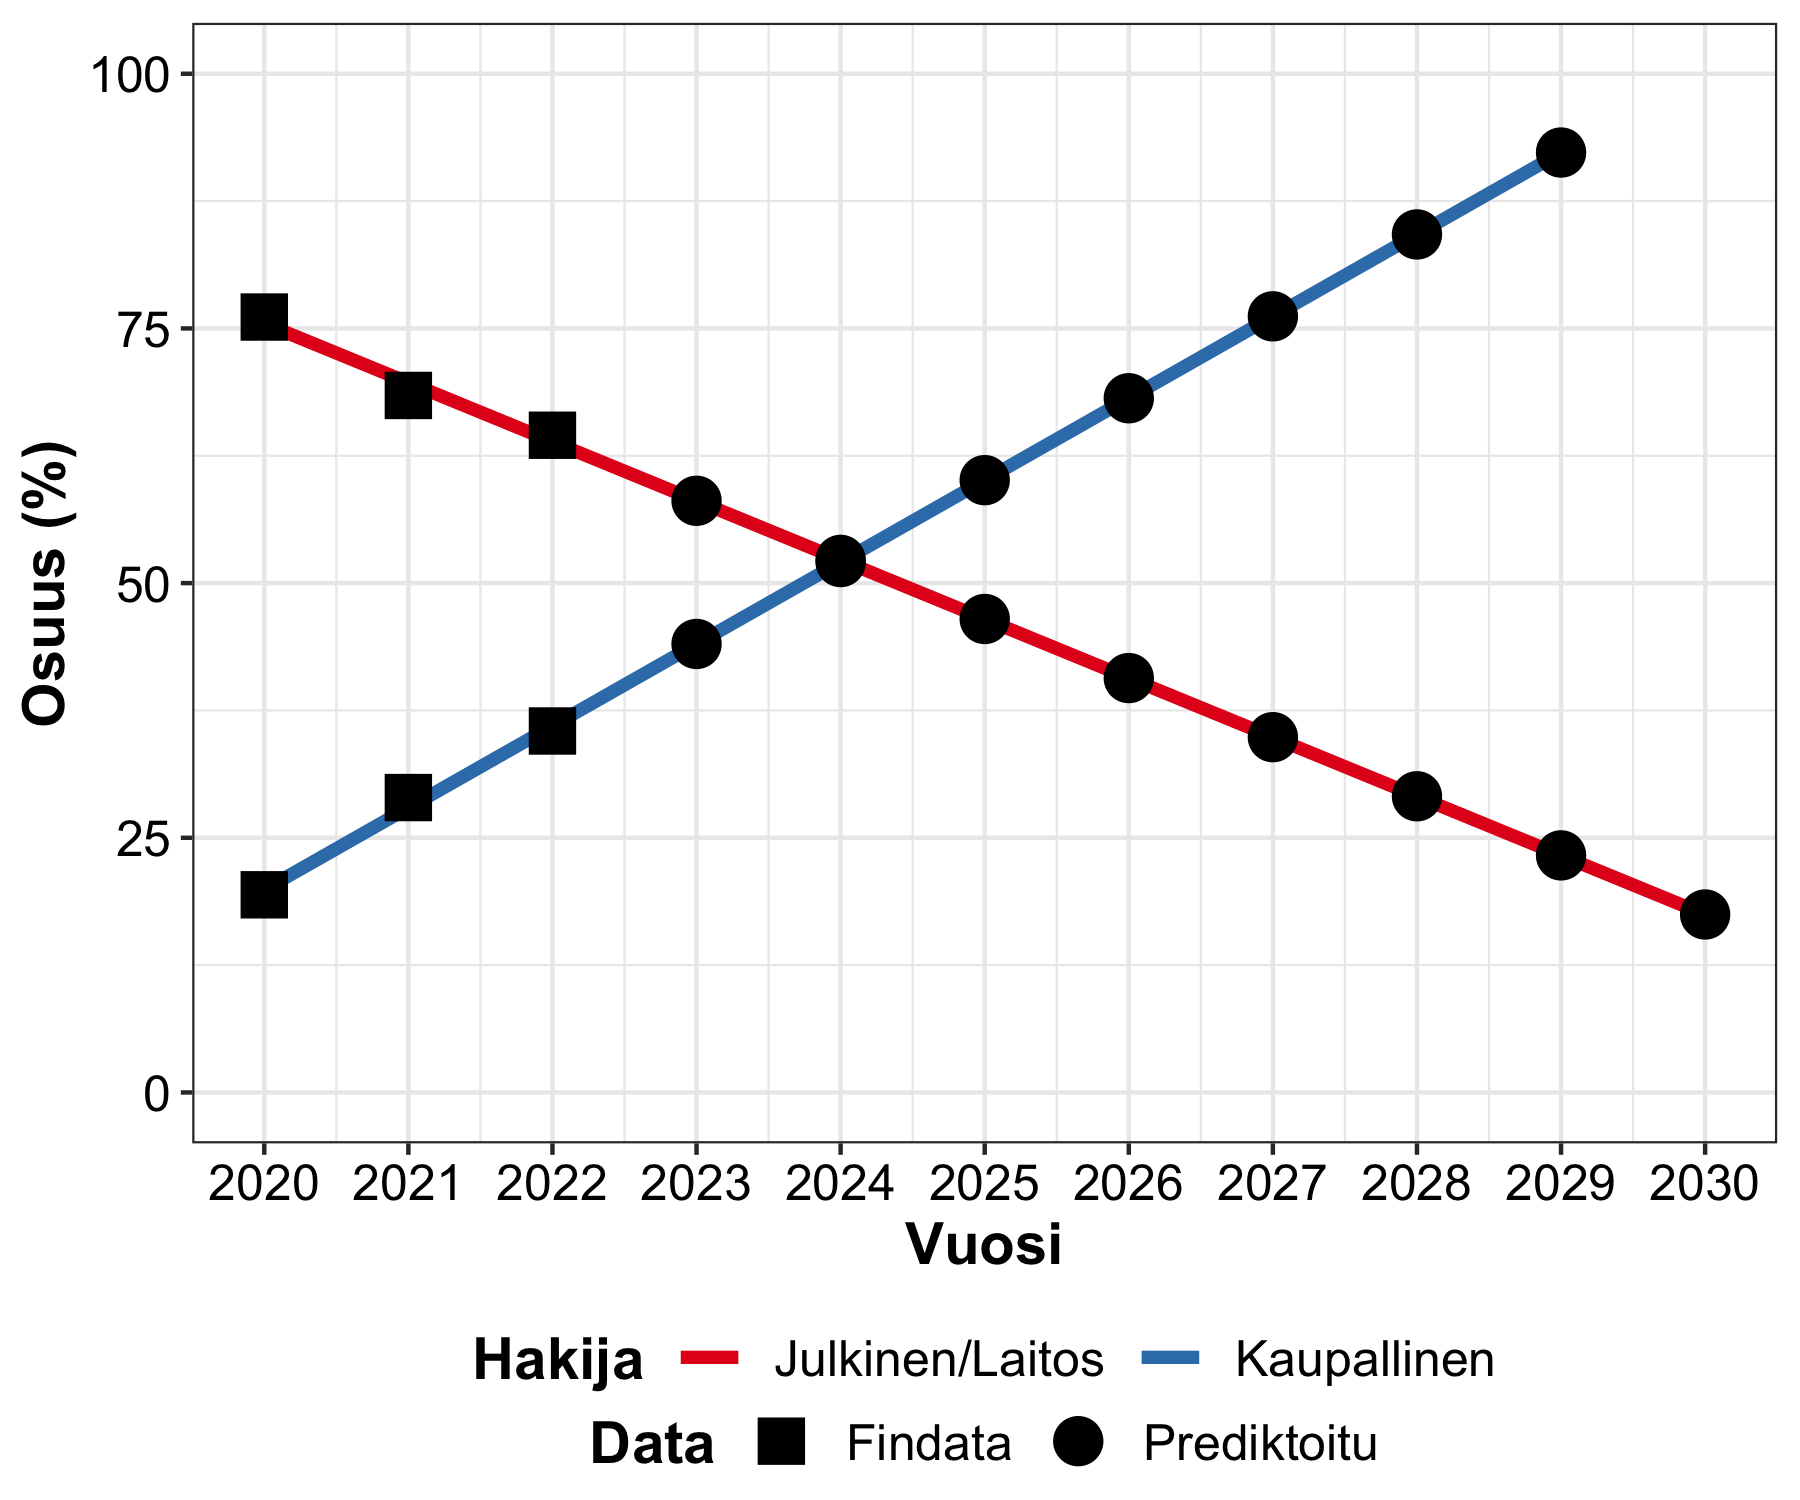 100
75
50
25
0
Osuus (%)
2020 2021 2022 2023 2024 2025 2026 2027 2028 2029 2030
Vuosi
Hakija Julkinen/Laitos Kaupallinen
Data Findata Prediktoitu